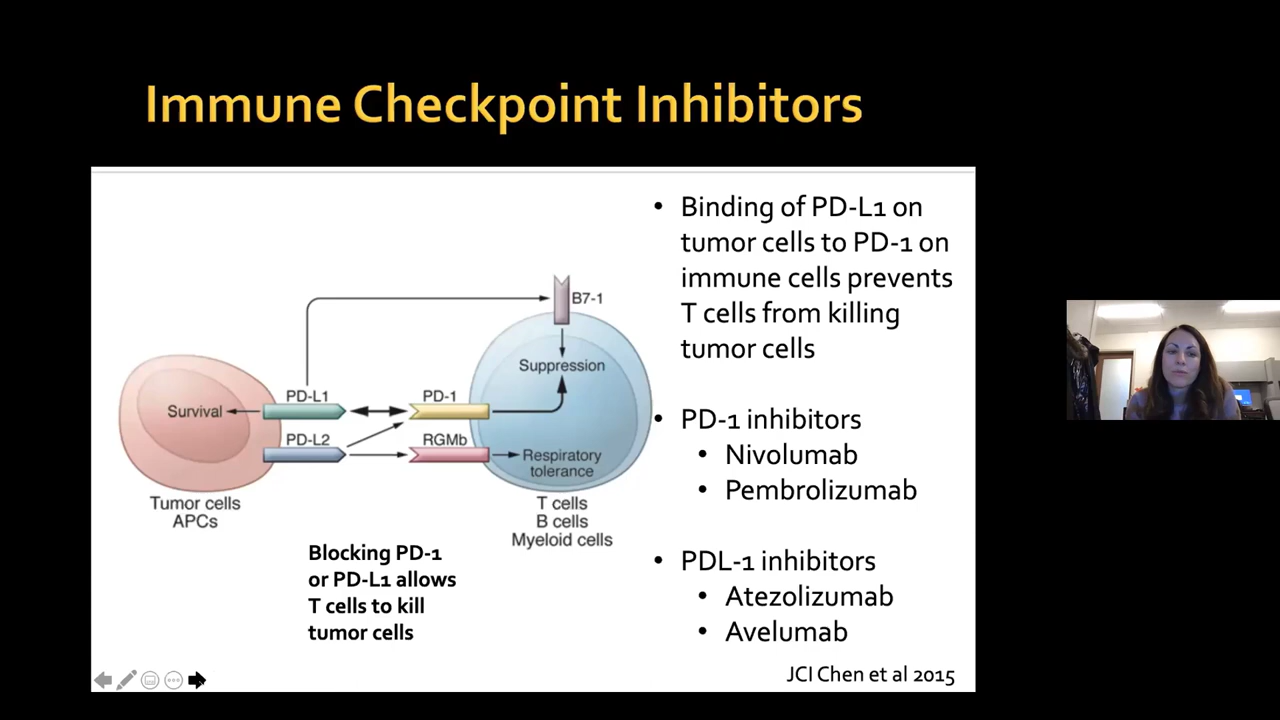 Immune Checkpoint Inhibitors
B7-1
Suppression
PD-L1
PD-1
Survival
PD-L2
RGMb
Respiratory
tolerance
Tumor cells
APCs
T cells
B cells
Myeloid cells
Blocking PD-1
or PD-L1 allows
T cells to kill
tumor cells
• Binding of PD-L1 on
tumor cells to PD-1 on
immune cells prevents
T cells from killing
tumor cells
• PD-1 inhibitors
• Nivolumab
• Pembrolizumab
• PDL-1 inhibitors
• Atezolizumab
• Avelumab
JCI Chen et al 2015